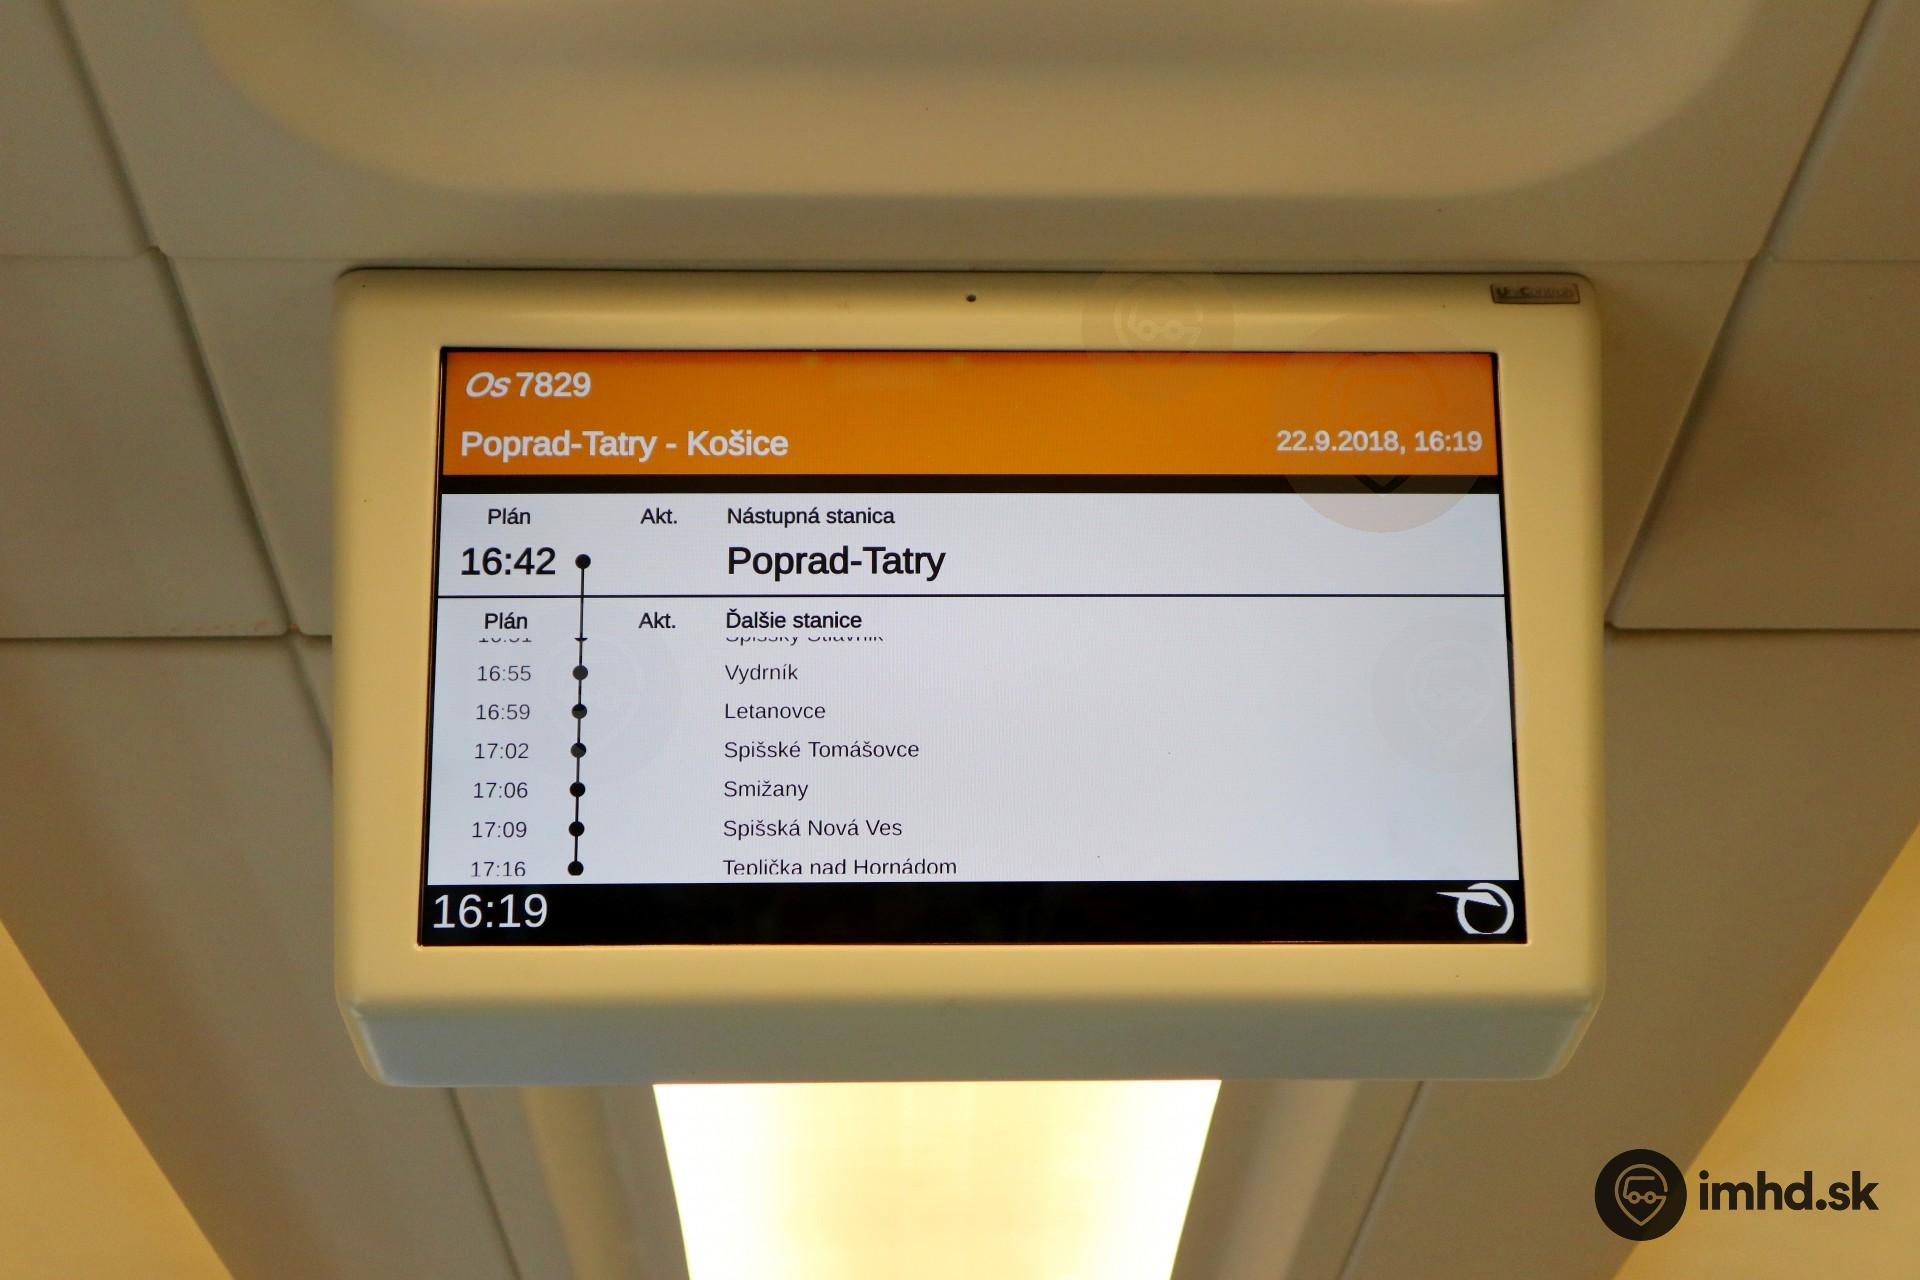 UniControls
Os 7829
Poprad-Tatry - Košice 22.9.2018, 16:19
Plán Akt. Nástupná stanica
16:42 Poprad-Tatry
Plán Akt. Ďalšie stanice
16:55 Vydrník
16:59 Letanovce
17:02 Spišské Tomášovce
17:06 Smižany
17:09 Spišská Nová Ves
17:16 Teplička nad Hornádom
16:19
imhd.sk